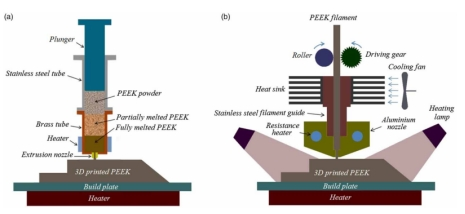 (a)
Plunger
Stainless steel tube
PEEK powder
Brass tube
Partially melted PEEK
Fully melted PEEK
Heater
Extrusion nozzle
3D printed PEEK
Build plate
Heater
(b)
PEEK filament
Roller
Driving gear
Cooling fan
Heat sink
Stainless steel filament guide
Resistance
heater
Aluminium
nozzle
Heating
lamp
3D printed PEEK
Build plate
Heater